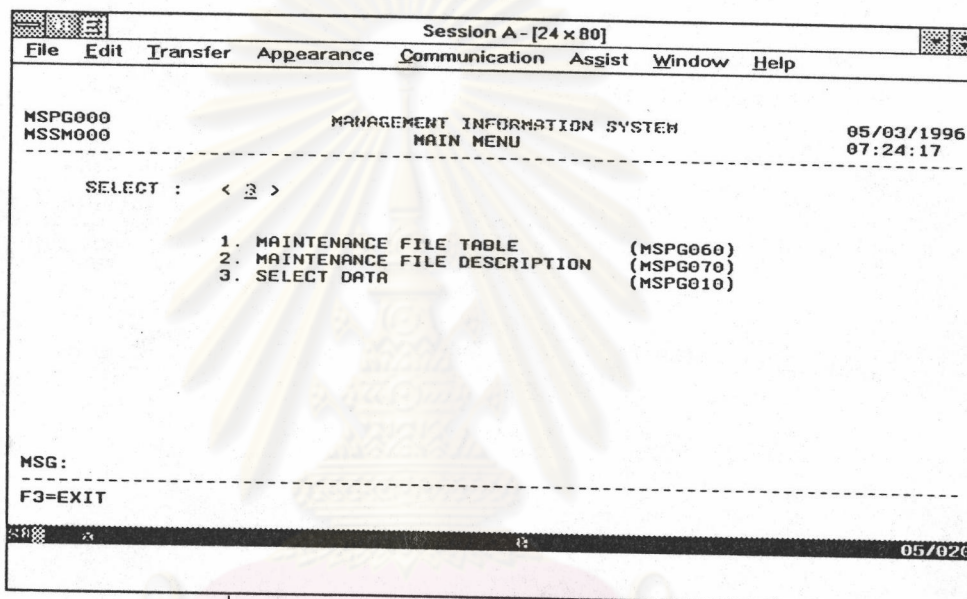 Session A - [24 x 80]
File Edit Transfer Appearance Communication Assist Window Help
MSPG000 MANAGEMENT INFORMATION SYSTEM 05/03/1996
MSSM000 MAIN MENU 07:24:17
SELECT : < 3 >
1. MAINTENANCE FILE TABLE (MSPG060)
2. MAINTENANCE FILE DESCRIPTION (MSPG070)
3. SELECT DATA (MSPG010)
MSG:
F3=EXIT
05/020